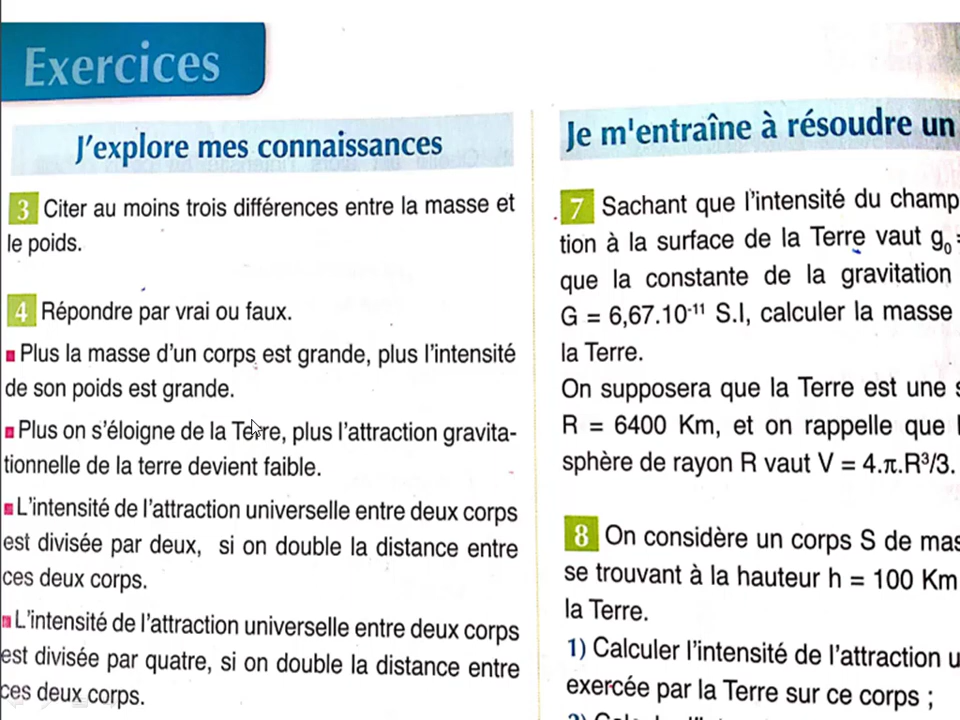 Exercices
J'explore mes connaissances
3 Citer au moins trois différences entre la masse et
le poids.
4 Répondre par vrai ou faux.
Plus la masse d'un corps est grande, plus l'intensité
de son poids est grande.
Plus on s'éloigne de la Terre, plus l'attraction gravita-
tionnelle de la terre devient faible.
L'intensité de l'attraction universelle entre deux corps
est divisée par deux, si on double la distance entre
ces deux corps.
L'intensité de l'attraction universelle entre deux corps
est divisée par quatre, si on double la distance entre
ces deux corps.
Je m'entraîne à résoudre un
7 Sachant que l'intensité du champ
tion à la surface de la Terre vaut g₀ =
que la constante de la gravitation
G = 6,67.10⁻¹¹ S.I, calculer la masse
la Terre.
On supposera que la Terre est une s
R = 6400 Km, et on rappelle que l
sphère de rayon R vaut V = 4.π.R³/3.
8 On considère un corps S de mas
se trouvant à la hauteur h = 100 Km
la Terre.
1) Calculer l'intensité de l'attraction u
exercée par la Terre sur ce corps ;